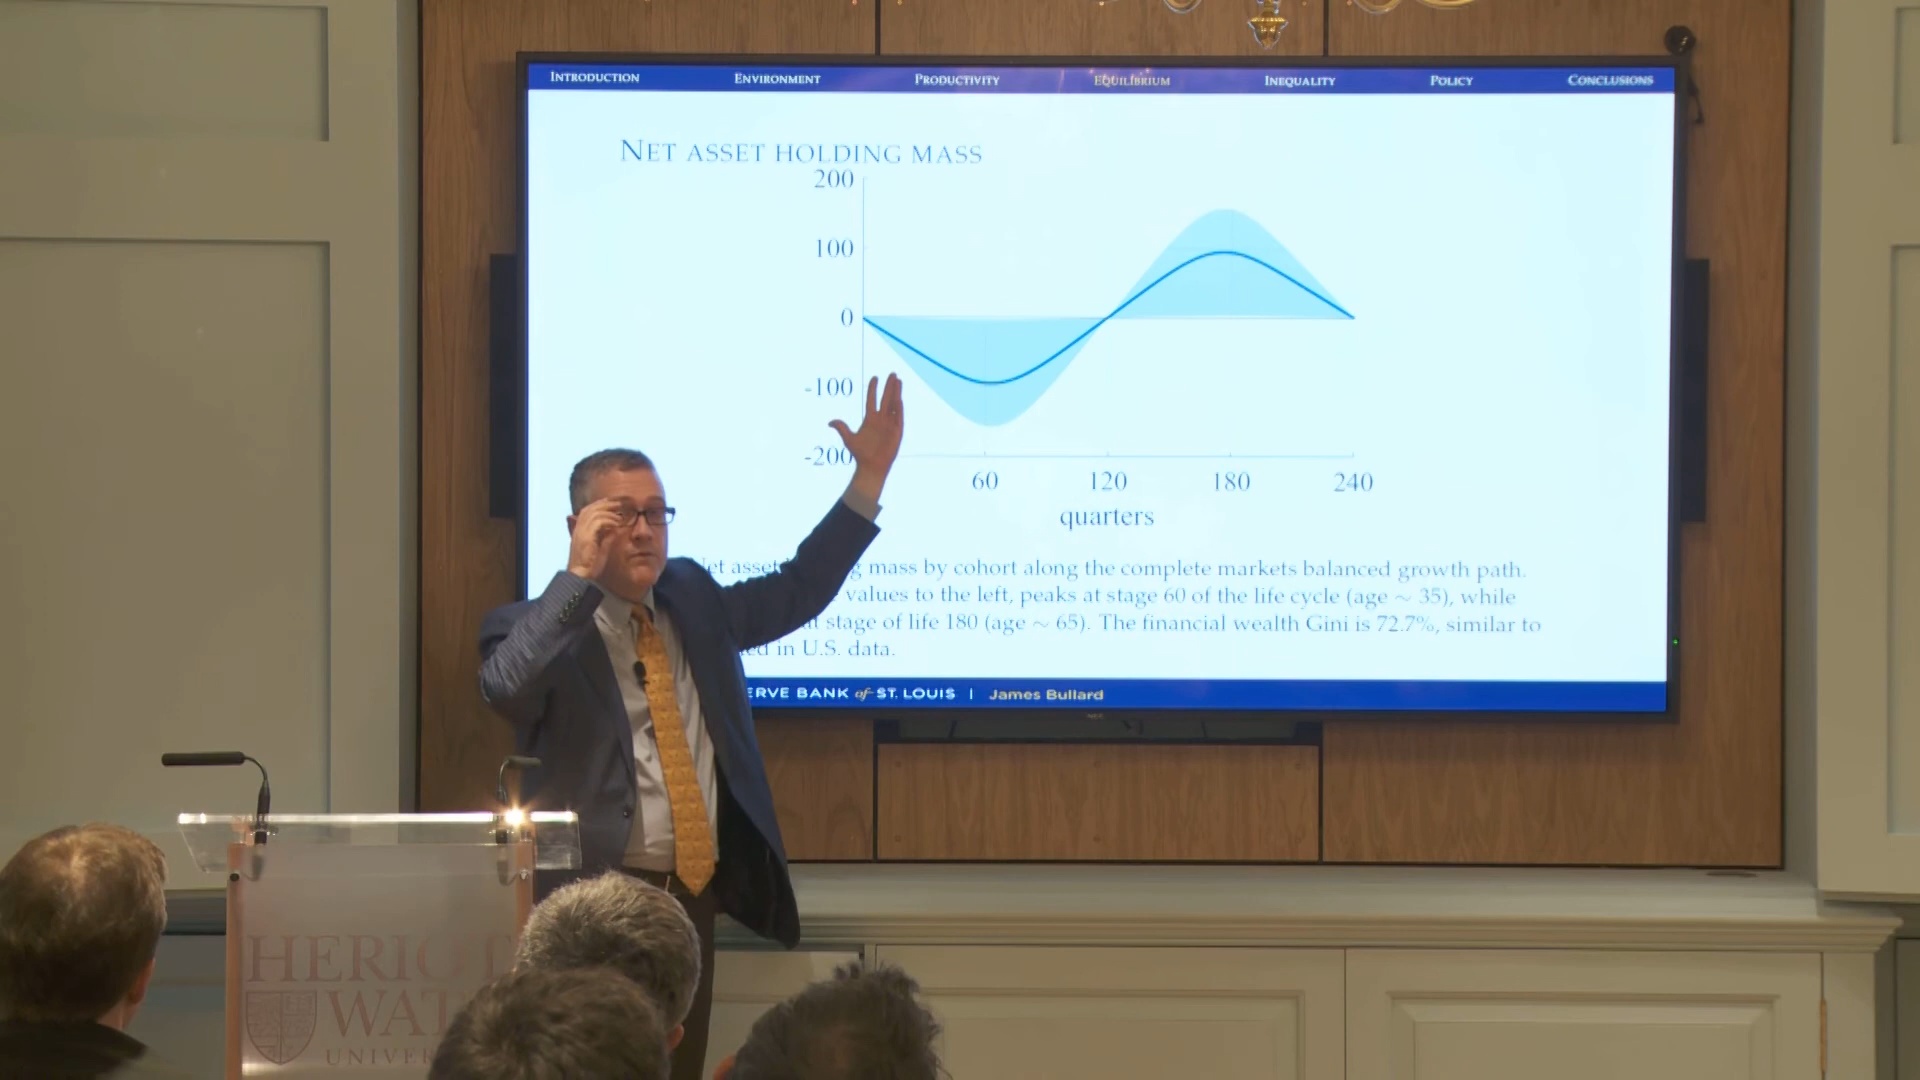 INTRODUCTION ENVIRONMENT PRODUCTIVITY EQUILIBRIUM INEQUALITY POLICY CONCLUSIONS
NET ASSET HOLDING MASS
200
100
0
-100
-200
60 120 180 240
quarters
mass by cohort along the complete markets balanced growth path.
values to the left, peaks at stage 60 of the life cycle (age ~ 35), while
stage of life 180 (age ~ 65). The financial wealth Gini is 72.7%, similar to
in U.S. data.
BANK of ST. LOUIS | James Bullard
HERIOT
WAT
UNIVER